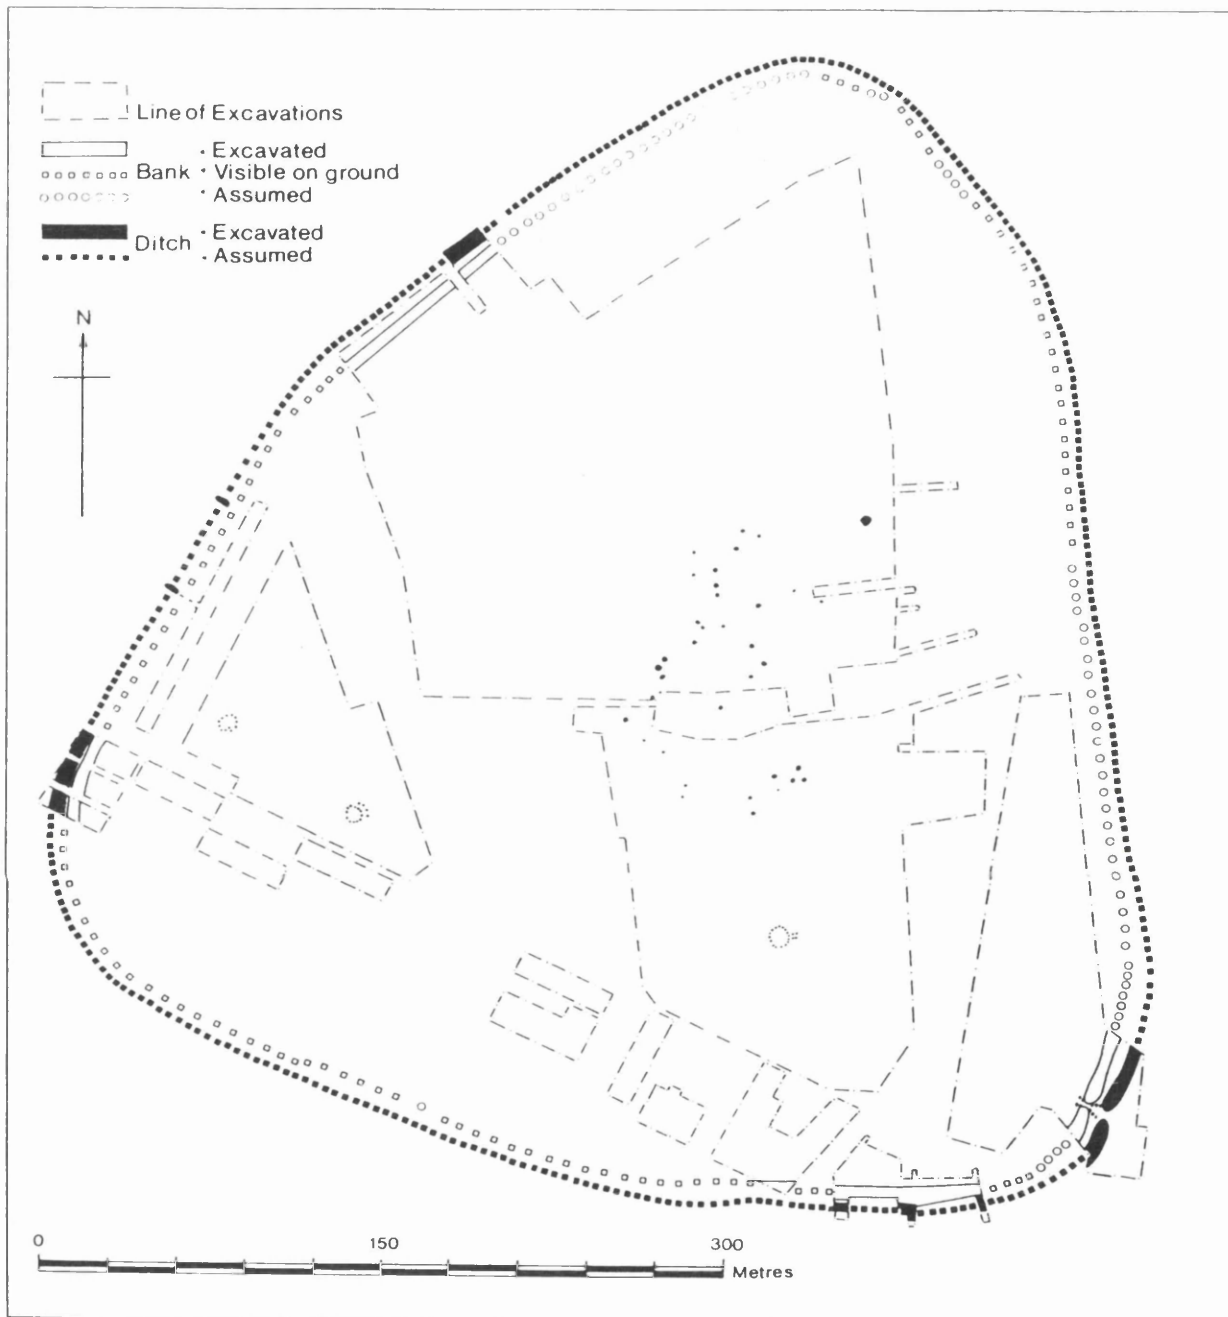 Line of Excavations
· Excavated
Bank · Visible on ground
· Assumed
· Excavated
Ditch
· Assumed
N
0 150 300
Metres